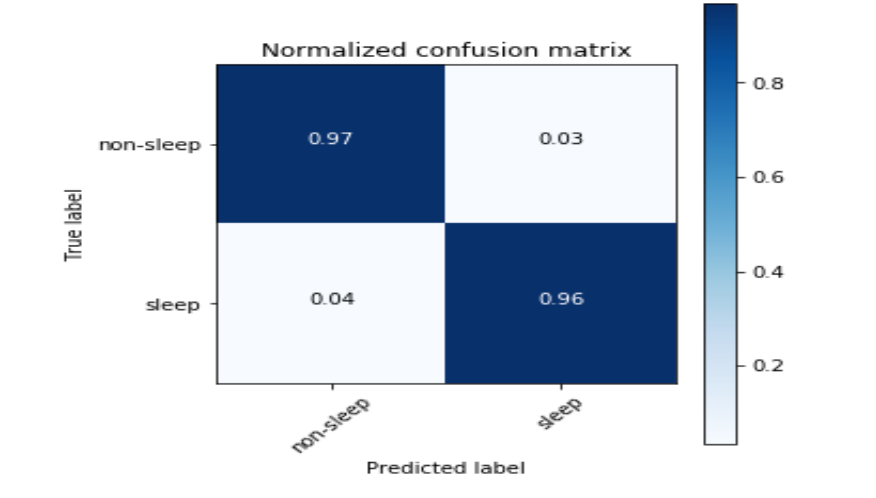 Normalized confusion matrix
non-sleep
0.97
0.03
sleep
0.04
0.96
True label
non-sleep
sleep
Predicted label
0.8
0.6
0.4
0.2